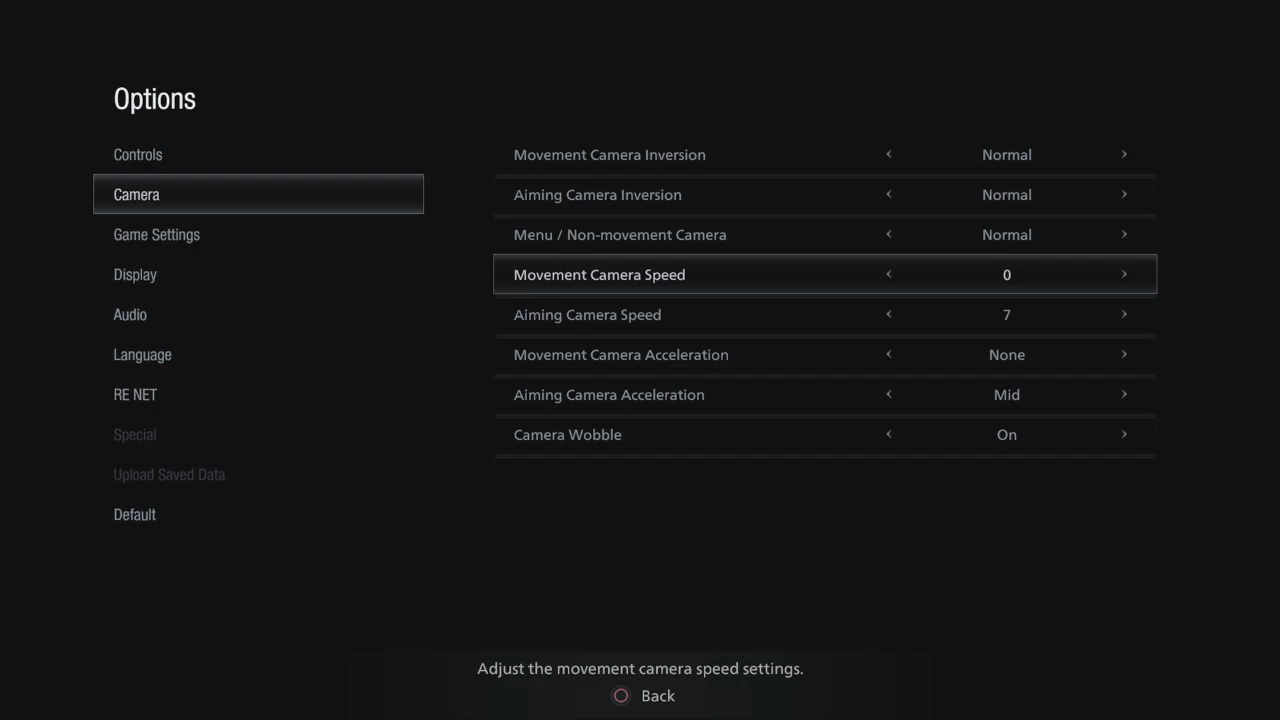 Options
Controls
Camera
Game Settings
Display
Audio
Language
RE NET
Special
Upload Saved Data
Default
Movement Camera Inversion Normal
Aiming Camera Inversion Normal
Menu / Non-movement Camera Normal
Movement Camera Speed 0
Aiming Camera Speed 7
Movement Camera Acceleration None
Aiming Camera Acceleration Mid
Camera Wobble On
Adjust the movement camera speed settings.
Back